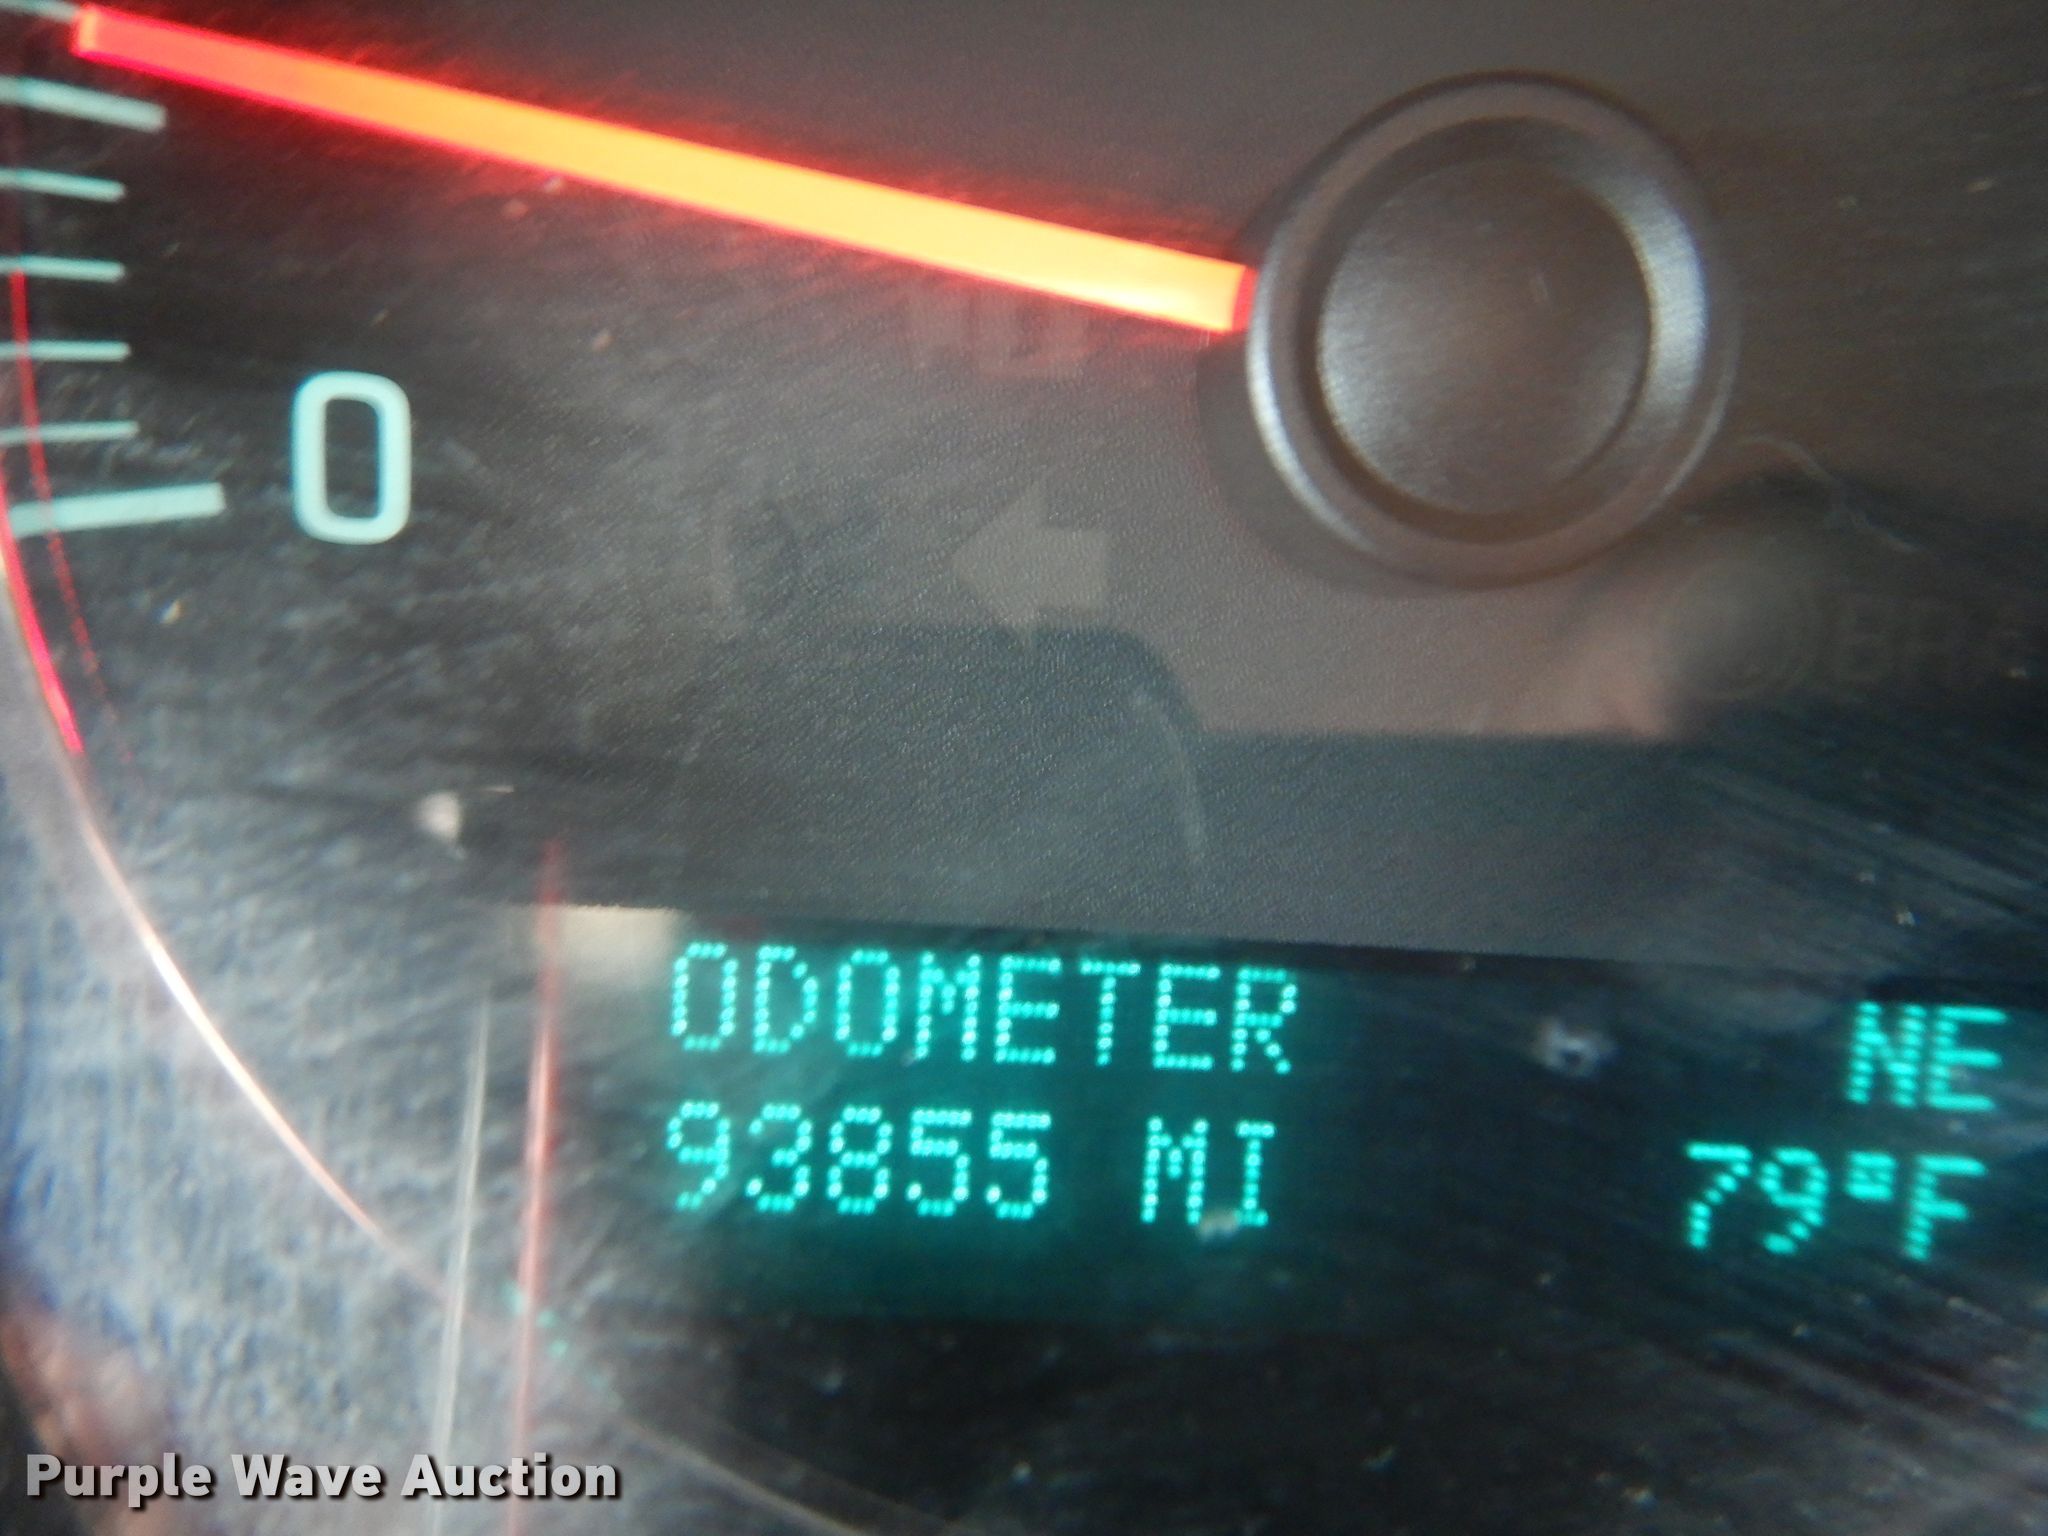 0
ODOMETER
NE
93855 MI
79°F
Purple Wave Auction